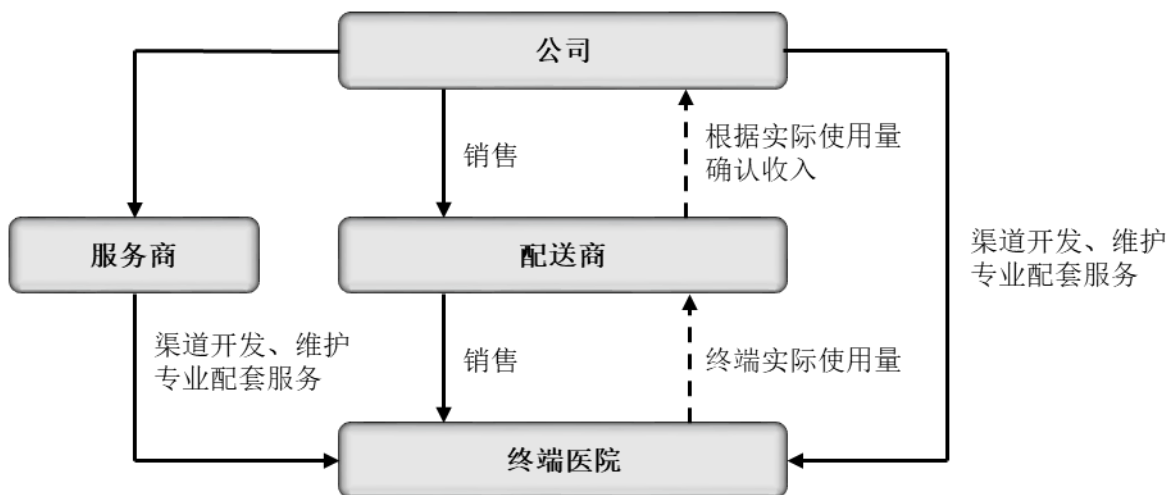 公司
销售
根据实际使用量
确认收入
服务商
配送商
渠道开发、维护
专业配套服务
渠道开发、维护
专业配套服务
销售
终端实际使用量
终端医院